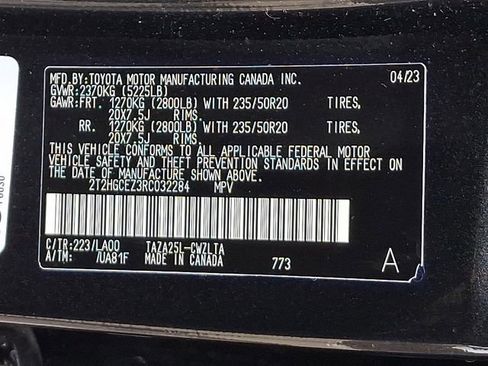 MFD.BY:TOYOTA MOTOR MANUFACTURING CANADA INC. 04/23
GVWR:2370KG (5225LB)
GAWR:FRT. 1270KG (2800LB) WITH 235/50R20 TIRES,
20X7.5J RIMS.
RR. 1270KG (2800LB) WITH 235/50R20 TIRES,
20X7.5J RIMS.
THIS VEHICLE CONFORMS TO ALL APPLICABLE FEDERAL MOTOR
VEHICLE SAFETY AND THEFT PREVENTION STANDARDS IN EFFECT ON
THE DATE OF MANUFACTURE SHOWN ABOVE.
2T2HGCEZ3RC032284 MPV
C/TR:223/LA00 TAZA25L-CWZLTA
A/TM: /UA81F MADE IN CANADA 773 A